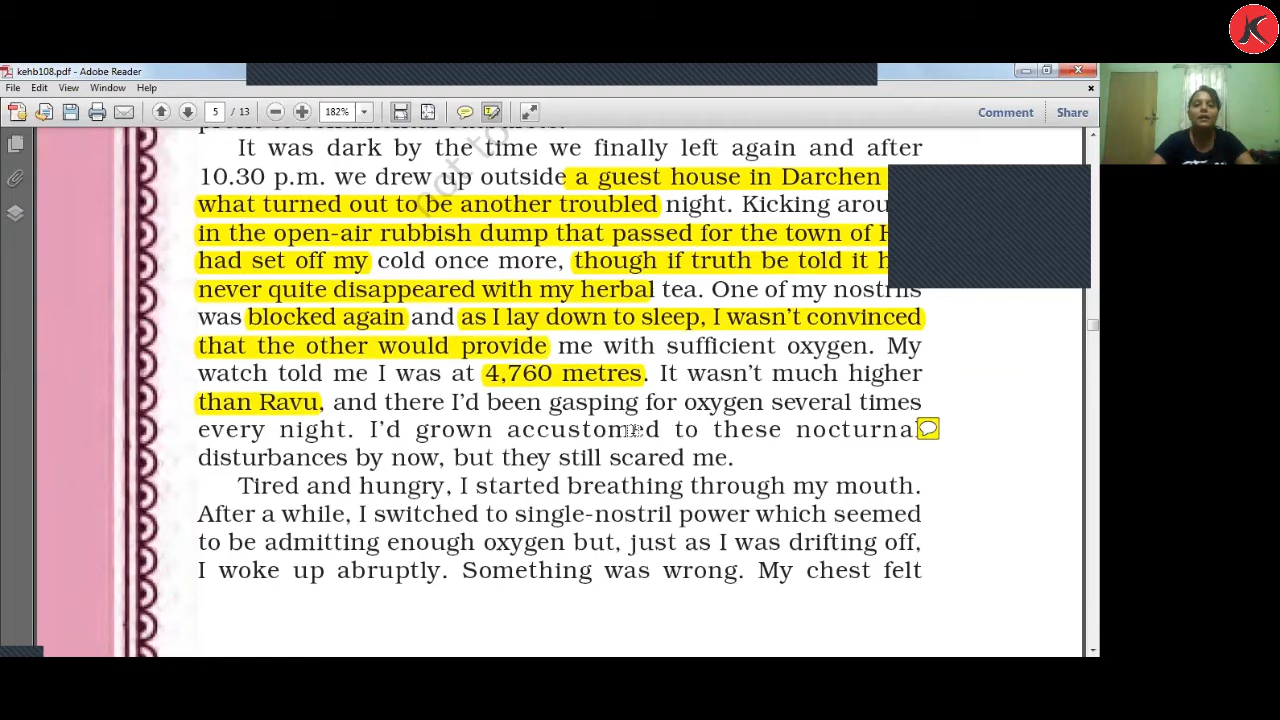 K
kehb108.pdf - Adobe Reader
File Edit View Window Help
5 / 13 182% Comment Share
It was dark by the time we finally left again and after
10.30 p.m. we drew up outside a guest house in Darchen
what turned out to be another troubled night. Kicking
in the open-air rubbish dump that passed for the town of
had set off my cold once more, though if truth be told it
never quite disappeared with my herbal tea. One of my nostrils
was blocked again and as I lay down to sleep, I wasn't convinced
that the other would provide me with sufficient oxygen. My
watch told me I was at 4,760 metres. It wasn't much higher
than Ravu, and there I'd been gasping for oxygen several times
every night. I'd grown accustomed to these nocturnal
disturbances by now, but they still scared me.
Tired and hungry, I started breathing through my mouth.
After a while, I switched to single-nostril power which seemed
to be admitting enough oxygen but, just as I was drifting off,
I woke up abruptly. Something was wrong. My chest felt